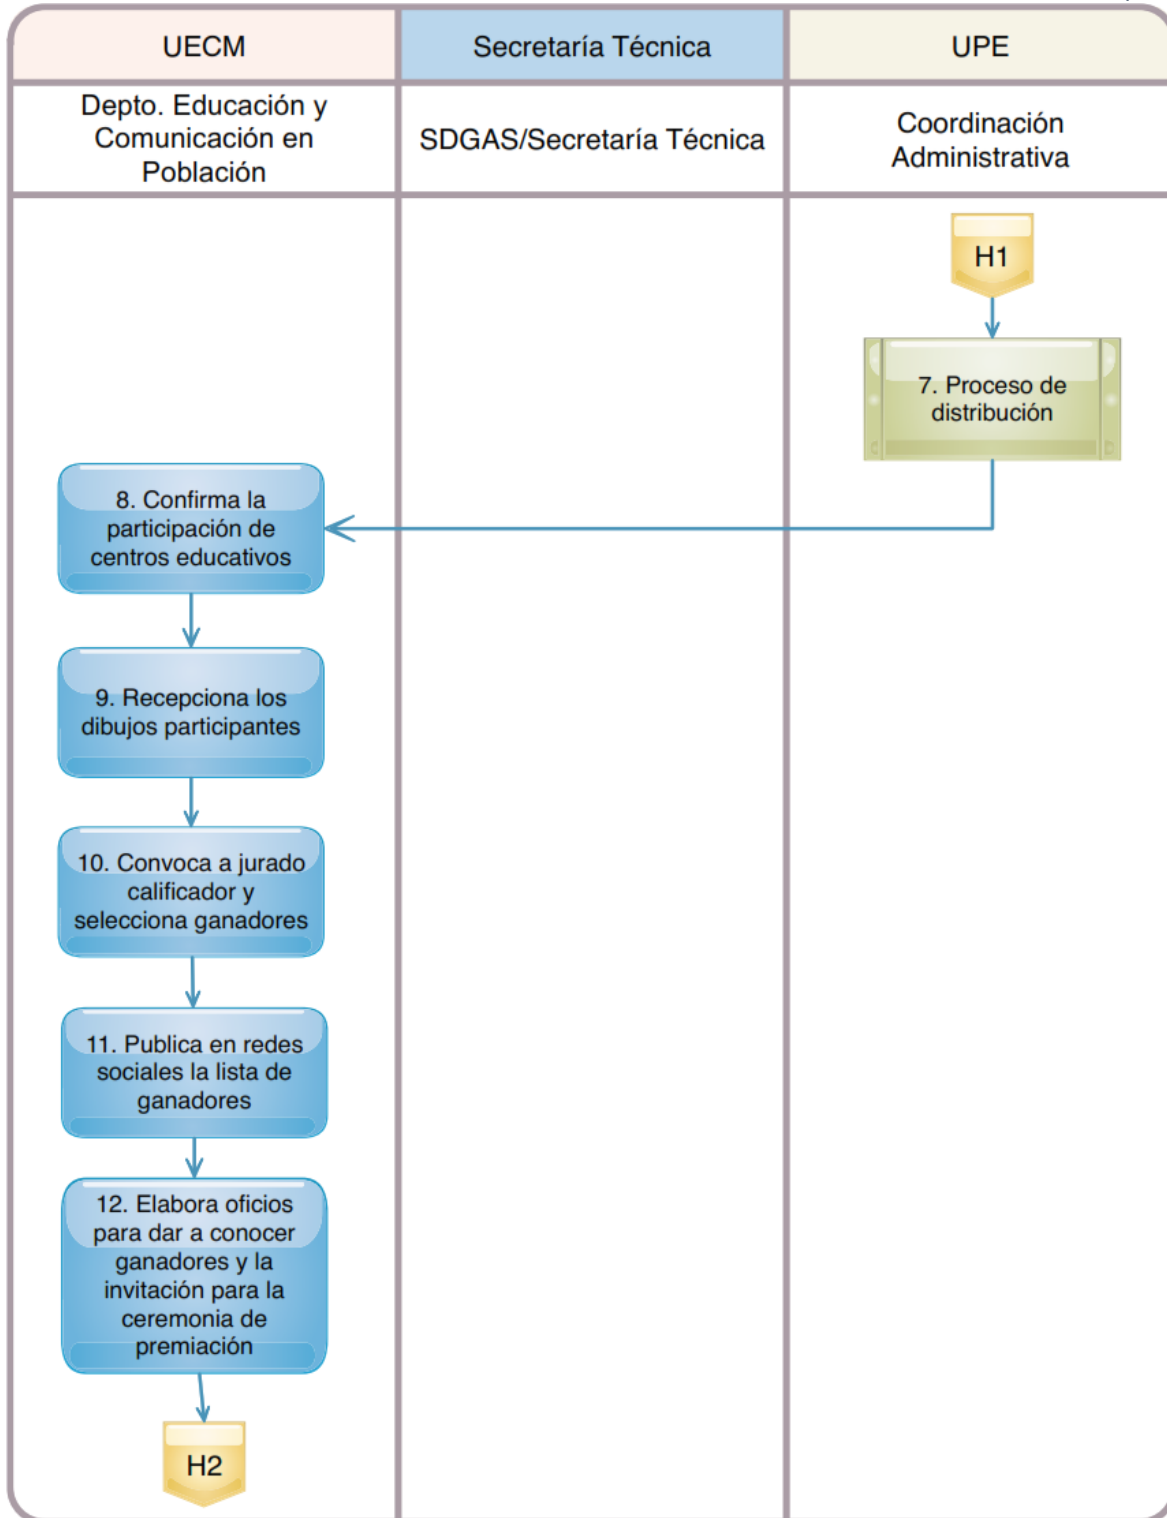 UECM
Secretaría Técnica
UPE
Depto. Educación y
Comunicación en
Población
SDGAS/Secretaría Técnica
Coordinación
Administrativa
H1
7. Proceso de
distribución
8. Confirma la
participación de
centros educativos
9. Recepciona los
dibujos participantes
10. Convoca a jurado
calificador y
selecciona ganadores
11. Publica en redes
sociales la lista de
ganadores
12. Elabora oficios
para dar a conocer
ganadores y la
invitación para la
ceremonia de
premiación
H2